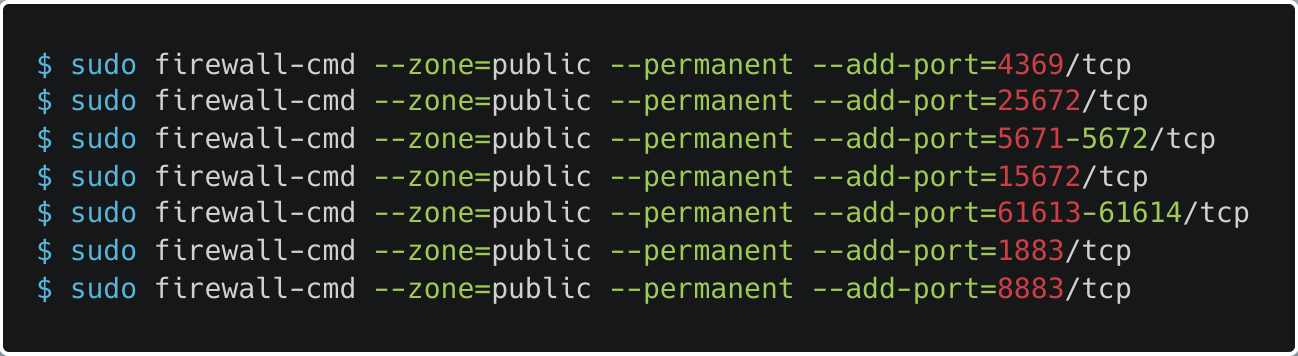 $ sudo firewall-cmd --zone=public --permanent --add-port=4369/tcp
$ sudo firewall-cmd --zone=public --permanent --add-port=25672/tcp
$ sudo firewall-cmd --zone=public --permanent --add-port=5671-5672/tcp
$ sudo firewall-cmd --zone=public --permanent --add-port=15672/tcp
$ sudo firewall-cmd --zone=public --permanent --add-port=61613-61614/tcp
$ sudo firewall-cmd --zone=public --permanent --add-port=1883/tcp
$ sudo firewall-cmd --zone=public --permanent --add-port=8883/tcp